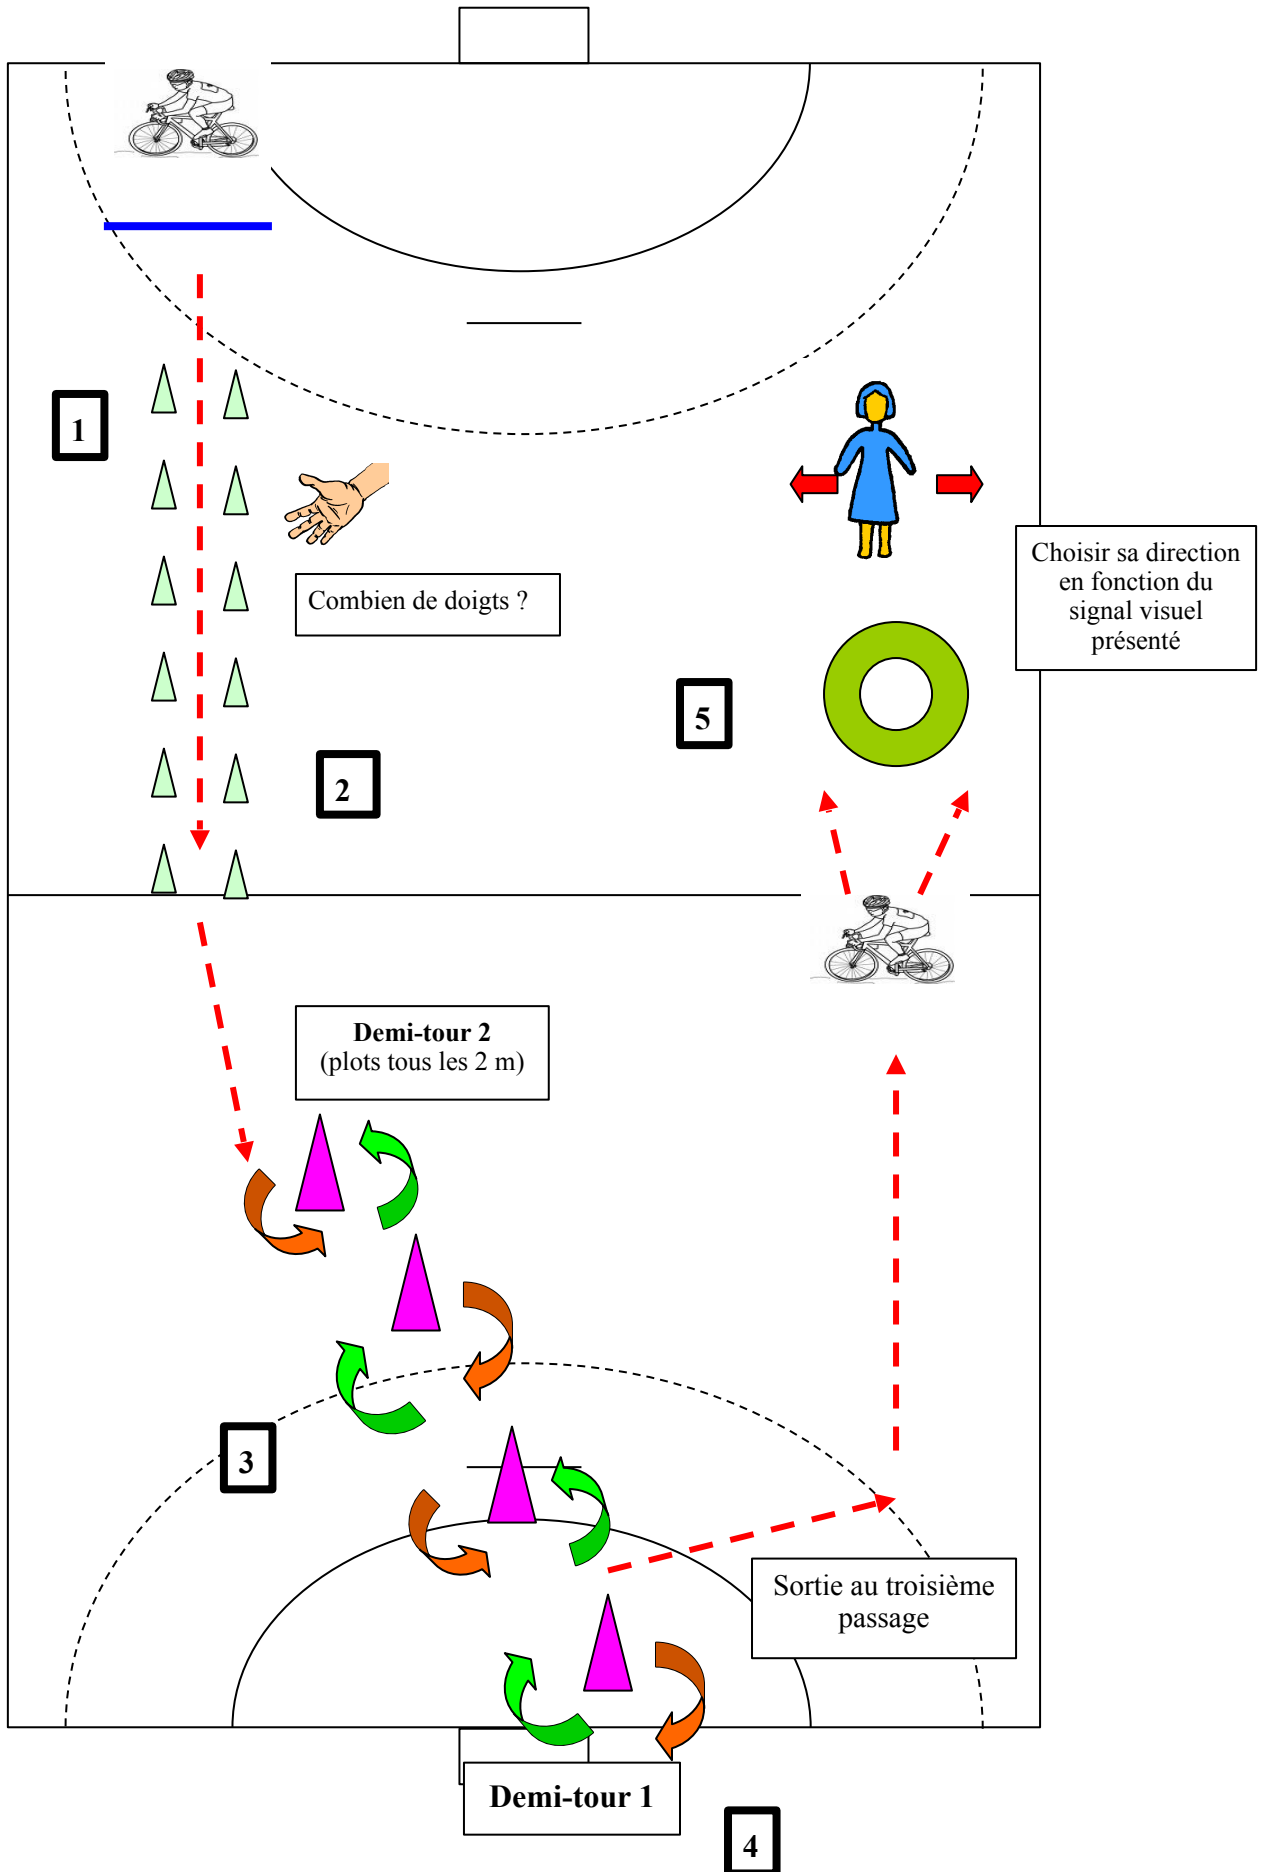 1
Combien de doigts ?
Choisir sa direction
en fonction du
signal visuel
présenté
5
2
Demi-tour 2
(plots tous les 2 m)
3
Sortie au troisième
passage
Demi-tour 1
4